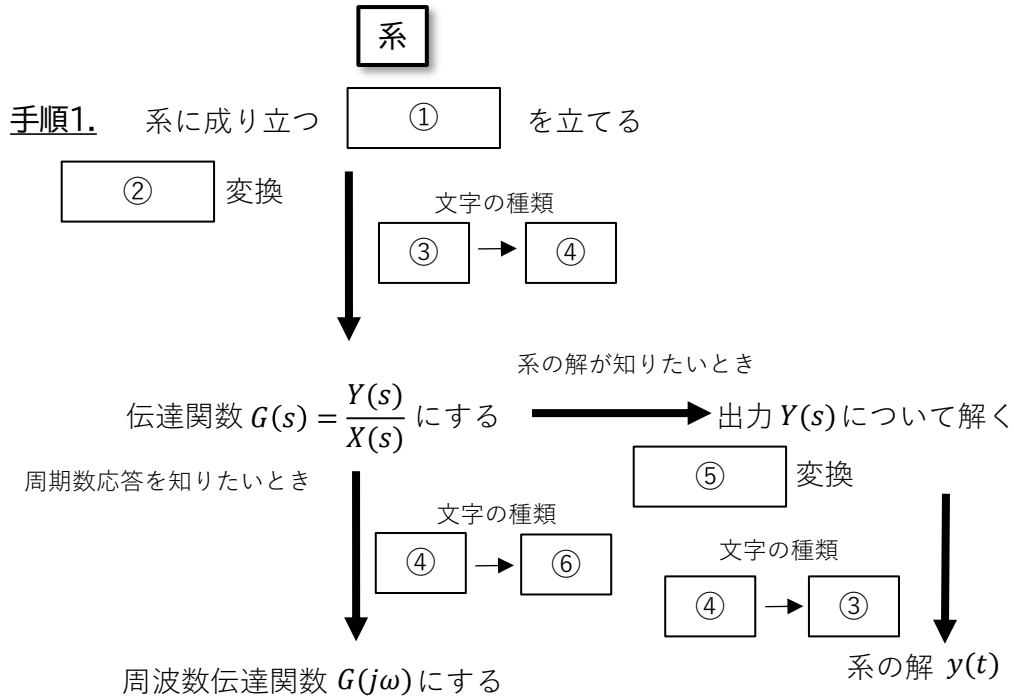 系
手順1. 系に成り立つ ① を立てる
② 変換
文字の種類
③ → ④
系の解が知りたいとき
伝達関数 G(s) = Y(s)/X(s) にする
出力 Y(s) について解く
周期数応答を知りたいとき
⑤ 変換
文字の種類
④ → ⑥
文字の種類
④ → ③
周波数伝達関数 G(jω) にする
系の解 y(t)